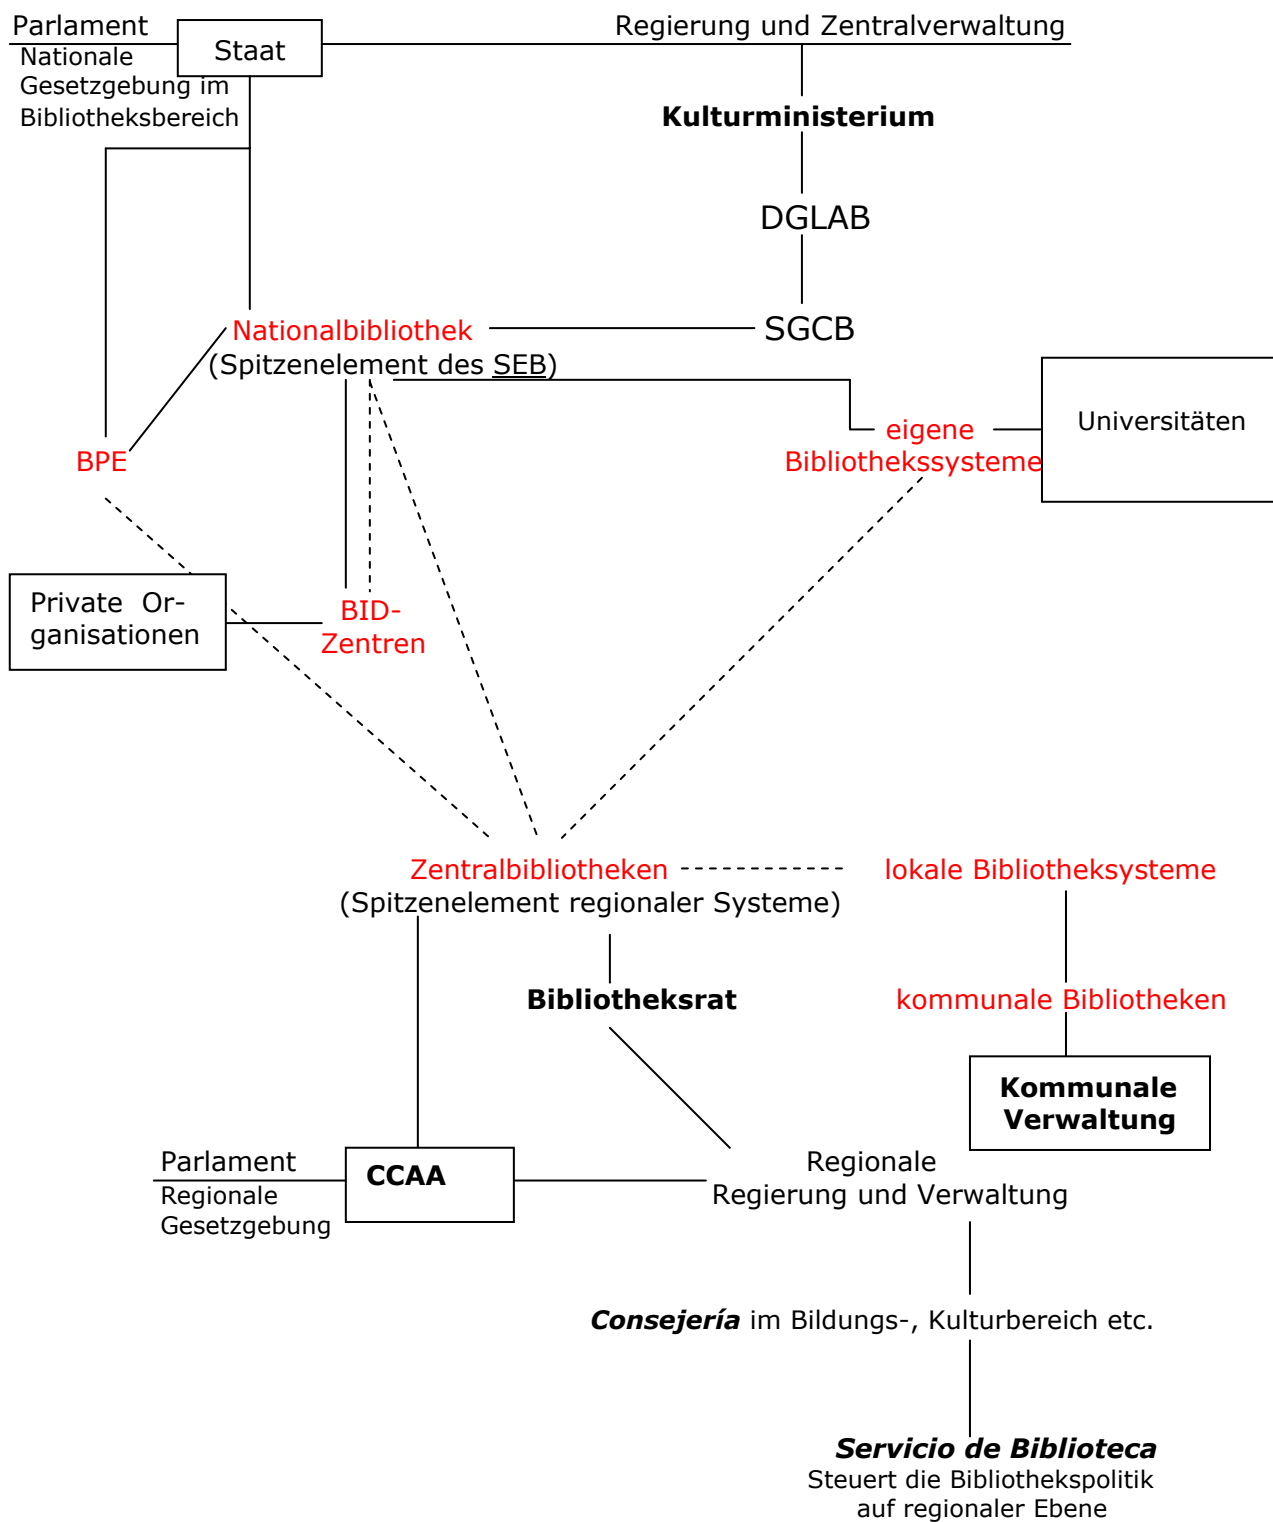 Parlament
Regierung und Zentralverwaltung
Staat
Nationale
Gesetzgebung im
Bibliotheksbereich
Kulturministerium
DGLAB
Nationalbibliothek
SGCB
(Spitzenelement des SEB)
Universitäten
eigene
Bibliothekssysteme
BPE
Private Or-
ganisationen
BID-
Zentren
Zentralbibliotheken
lokale Bibliotheksysteme
(Spitzenelement regionaler Systeme)
Bibliotheksrat
kommunale Bibliotheken
Kommunale
Verwaltung
Parlament
CCAA
Regionale
Regierung und Verwaltung
Regionale
Gesetzgebung
Consejería im Bildungs-, Kulturbereich etc.
Servicio de Biblioteca
Steuert die Bibliothekspolitik
auf regionaler Ebene